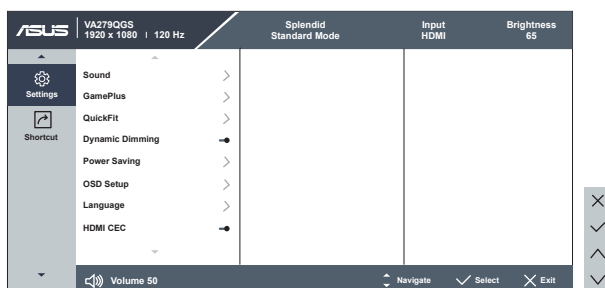 ASUS
VA279QGS
1920 x 1080 | 120 Hz
Splendid
Standard Mode
Input
HDMI
Brightness
65
Settings
Shortcut
Sound
GamePlus
QuickFit
Dynamic Dimming
Power Saving
OSD Setup
Language
HDMI CEC
Volume 50
Navigate
Select
Exit